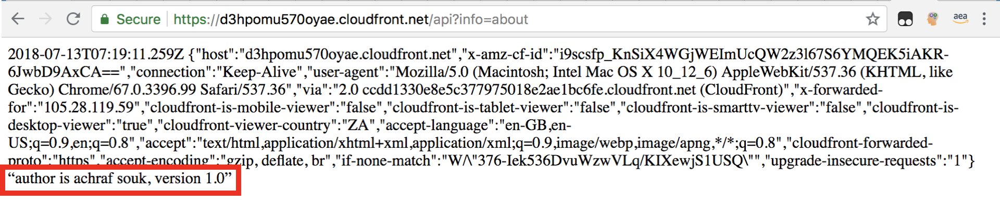 Secure https://d3hpomu570oyae.cloudfront.net/api?info=about
aea
2018-07-13T07:19:11.259Z {"host":"d3hpomu570oyae.cloudfront.net","x-amz-cf-id":"i9scsfp_KnSiX4WGjWEImUcQW2z3l67S6YMQEK5iAKR-
6JwbD9AxCA==","connection":"Keep-Alive","user-agent":"Mozilla/5.0 (Macintosh; Intel Mac OS X 10_12_6) AppleWebKit/537.36 (KHTML, like
Gecko) Chrome/67.0.3396.99 Safari/537.36","via":"2.0 ccdd1330e8e5c377975018e2ae1bc6fe.cloudfront.net (CloudFront)","x-forwarded-
for":"105.28.119.59","cloudfront-is-mobile-viewer":"false","cloudfront-is-tablet-viewer":"false","cloudfront-is-smarttv-viewer":"false","cloudfront-is-
desktop-viewer":"true","cloudfront-viewer-country":"ZA","accept-language":"en-GB,en-
US;q=0.9,en;q=0.8","accept":"text/html,application/xhtml+xml,application/xml;q=0.9,image/webp,image/apng,*/*;q=0.8","cloudfront-forwarded-
proto":"https","accept-encoding":"gzip, deflate, br","if-none-match":"W/\"376-Iek536DvuWzwVLq/KIXewjS1USQ\"","upgrade-insecure-requests":"1"}
“author is achraf souk, version 1.0”